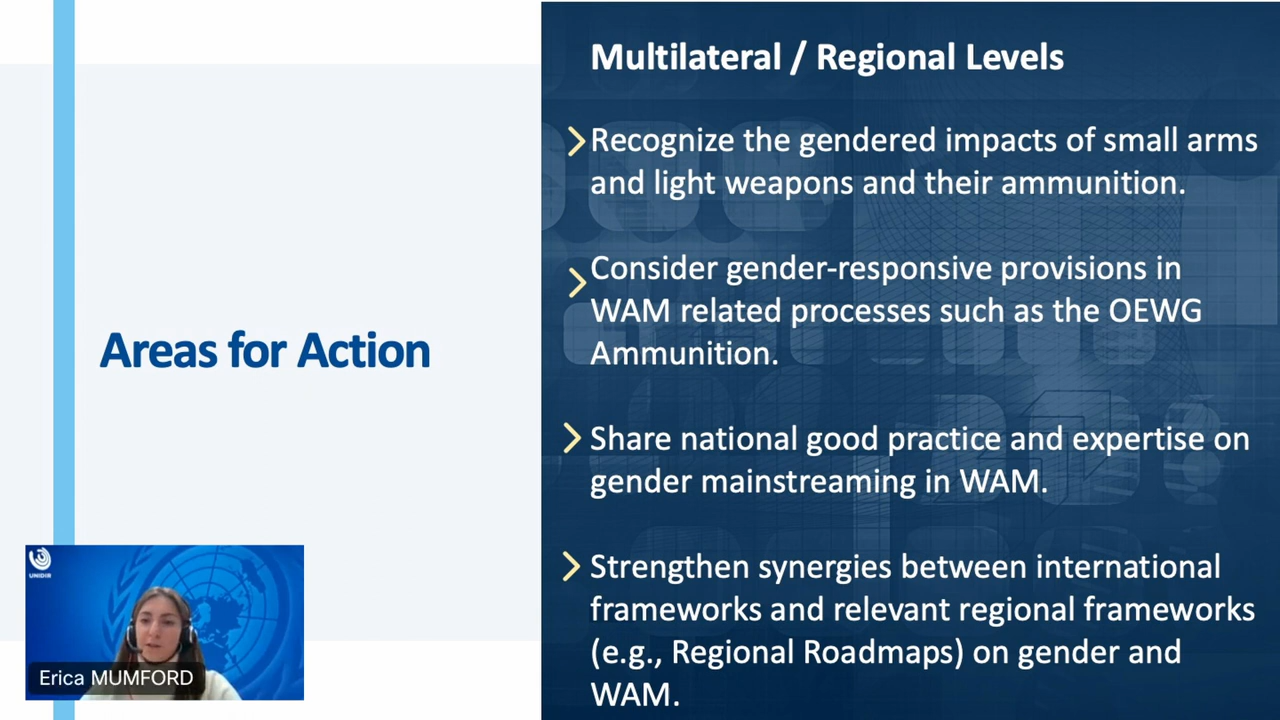 Multilateral / Regional Levels
Recognize the gendered impacts of small arms
and light weapons and their ammunition.
Consider gender-responsive provisions in
WAM related processes such as the OEWG
Ammunition.
Areas for Action
Share national good practice and expertise on
gender mainstreaming in WAM.
Strengthen synergies between international
frameworks and relevant regional frameworks
(e.g., Regional Roadmaps) on gender and
WAM.
UNIDIR
Erica MUMFORD